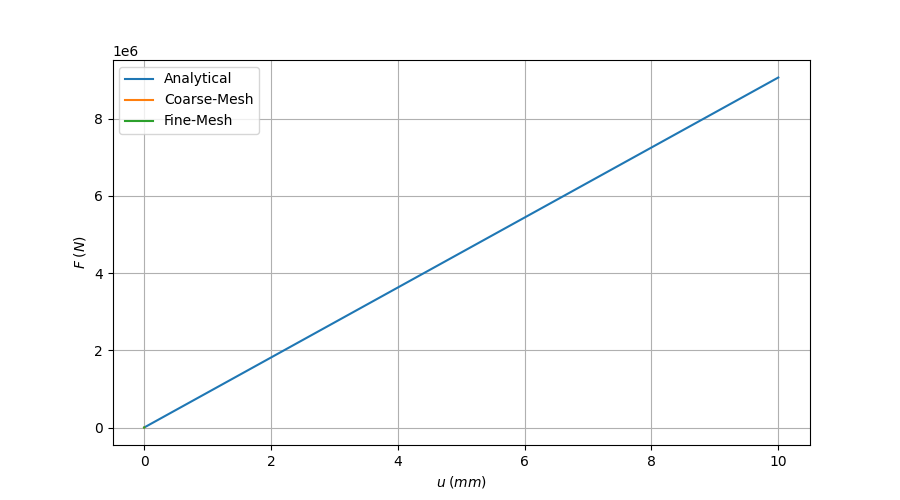 1e6
Analytical
Coarse-Mesh
Fine-Mesh
8
6
4
2
0
F (N)
0 2 4 6 8 10
u (mm)